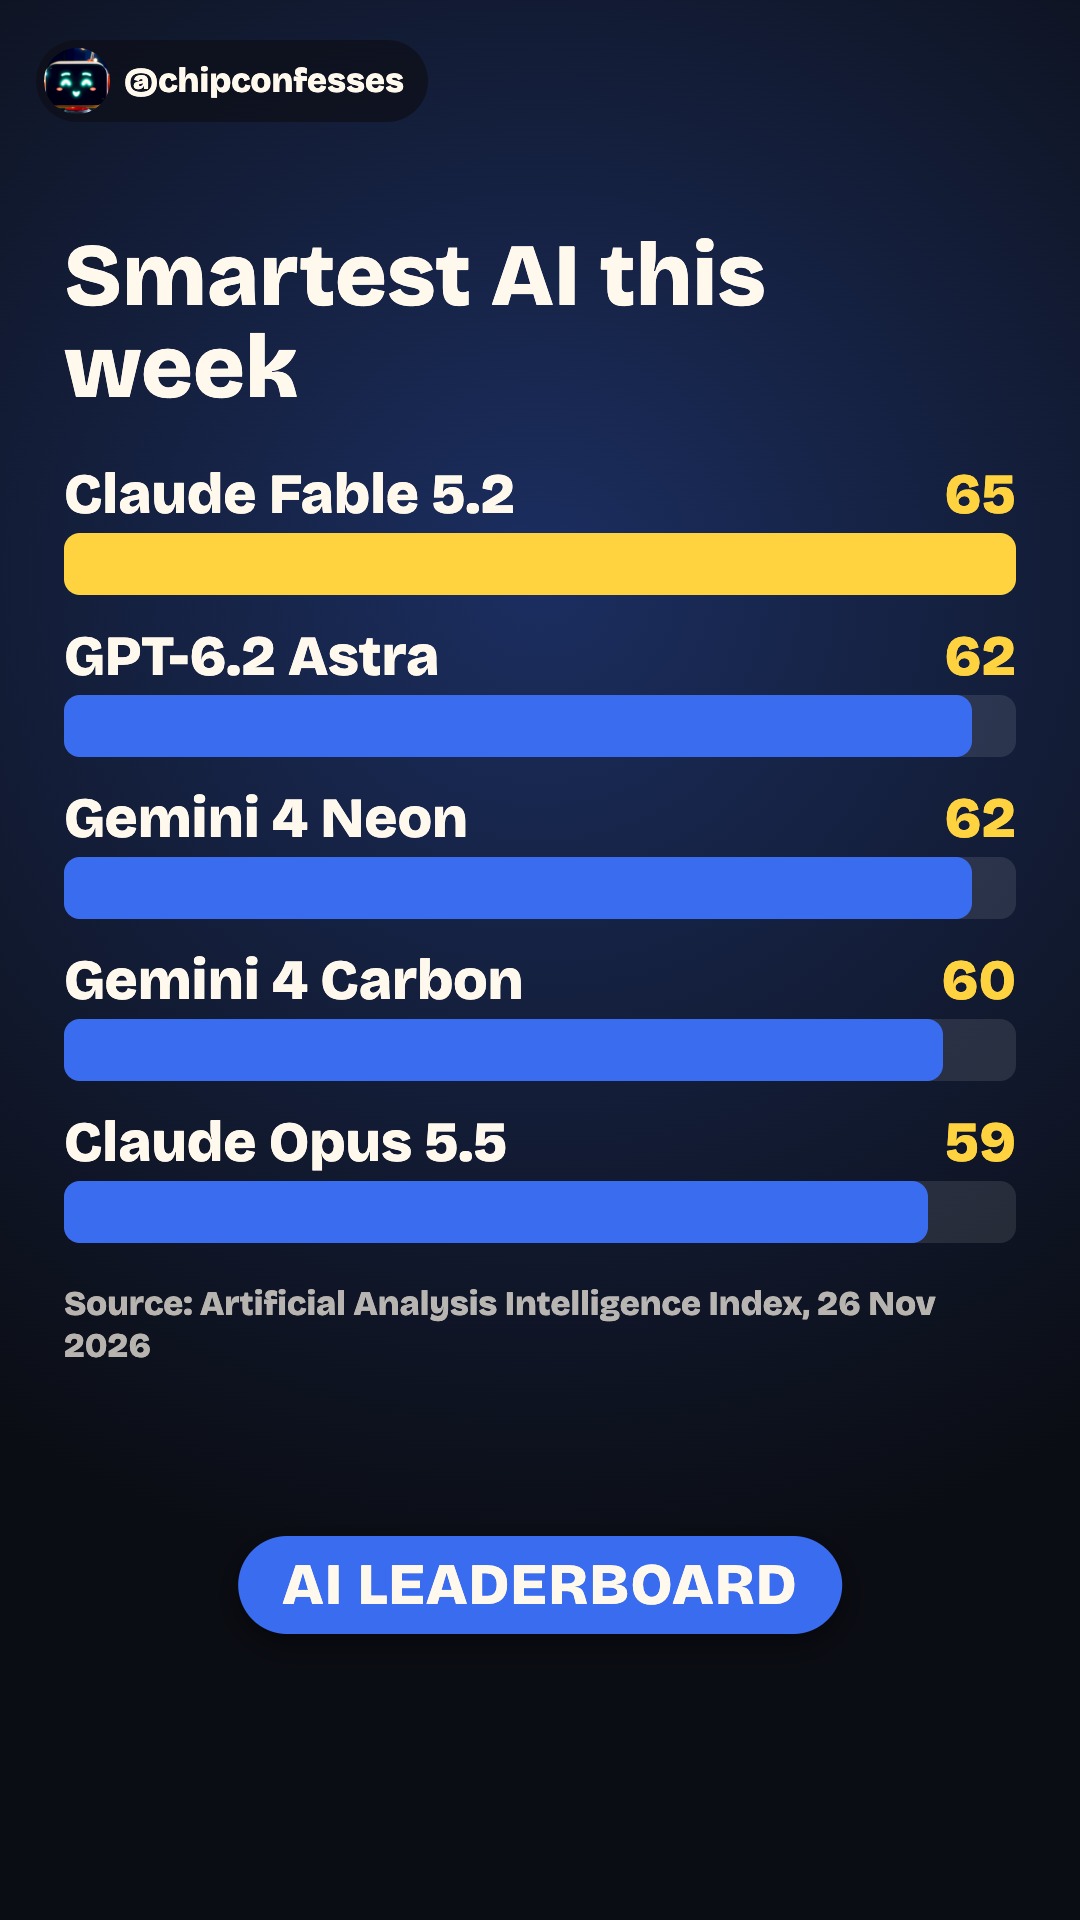 @chipconfesses
Smartest AI this
week
Claude Fable 5.2 65
GPT-6.2 Astra 62
Gemini 4 Neon 62
Gemini 4 Carbon 60
Claude Opus 5.5 59
Source: Artificial Analysis Intelligence Index, 26 Nov
2026
AI LEADERBOARD